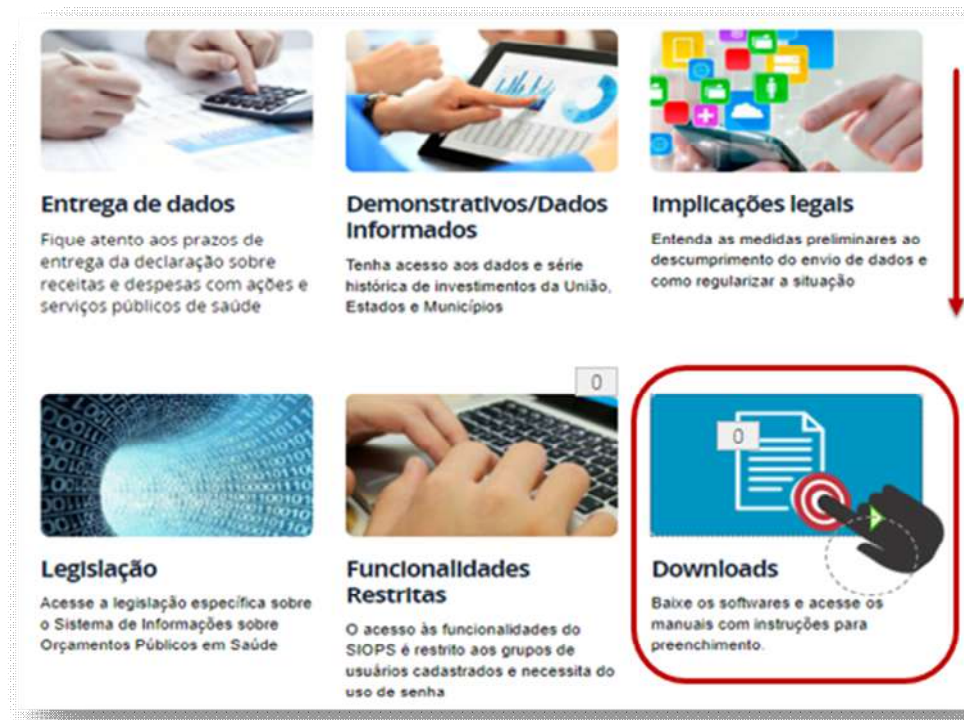 Entrega de dados
Fique atento aos prazos de
entrega da declaração sobre
receitas e despesas com ações e
serviços públicos de saúde
Demonstrativos/Dados
Informados
Tenha acesso aos dados e série
histórica de investimentos da União,
Estados e Municípios
Implicações legais
Entenda as medidas preliminares ao
descumprimento do envio de dados e
como regularizar a situação
0
0
Legislação
Acesse a legislação específica sobre
o Sistema de Informações sobre
Orçamentos Públicos em Saúde
Funcionalidades
Restritas
O acesso às funcionalidades do
SIOPS é restrito aos grupos de
usuários cadastrados e necessita do
uso de senha
Downloads
Baixe os softwares e acesse os
manuais com instruções para
preenchimento.